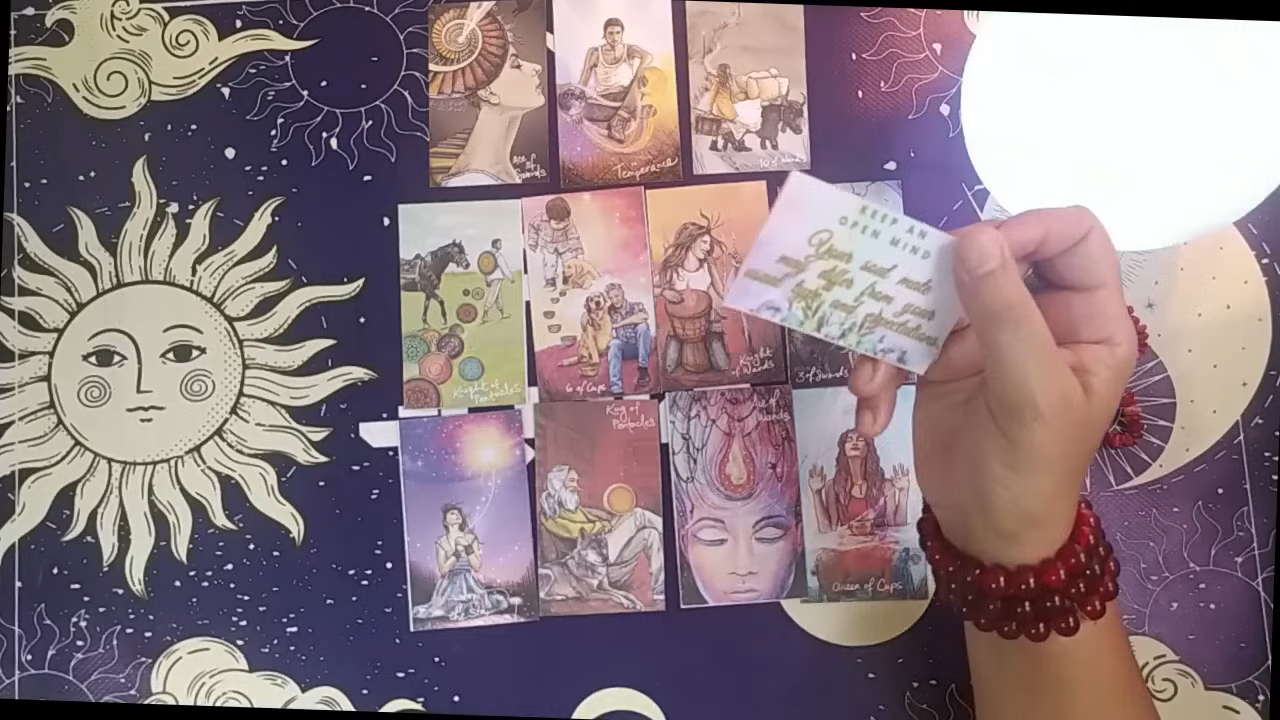 Ace of
Swords
Temperance
10 of Wands
Knight of
Pentacles
6 of Cups
Knight
of Wands
3 of Swords
KEEP AN
OPEN MIND
Your soul mate
may differ from your
usual type and expectations
King of
Pentacles
of
Wands
Queen of Cups